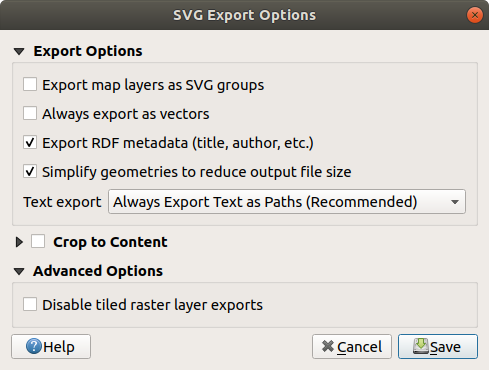 SVG Export Options
Export Options
Export map layers as SVG groups
Always export as vectors
Export RDF metadata (title, author, etc.)
Simplify geometries to reduce output file size
Text export Always Export Text as Paths (Recommended)
Crop to Content
Advanced Options
Disable tiled raster layer exports
Help Cancel Save